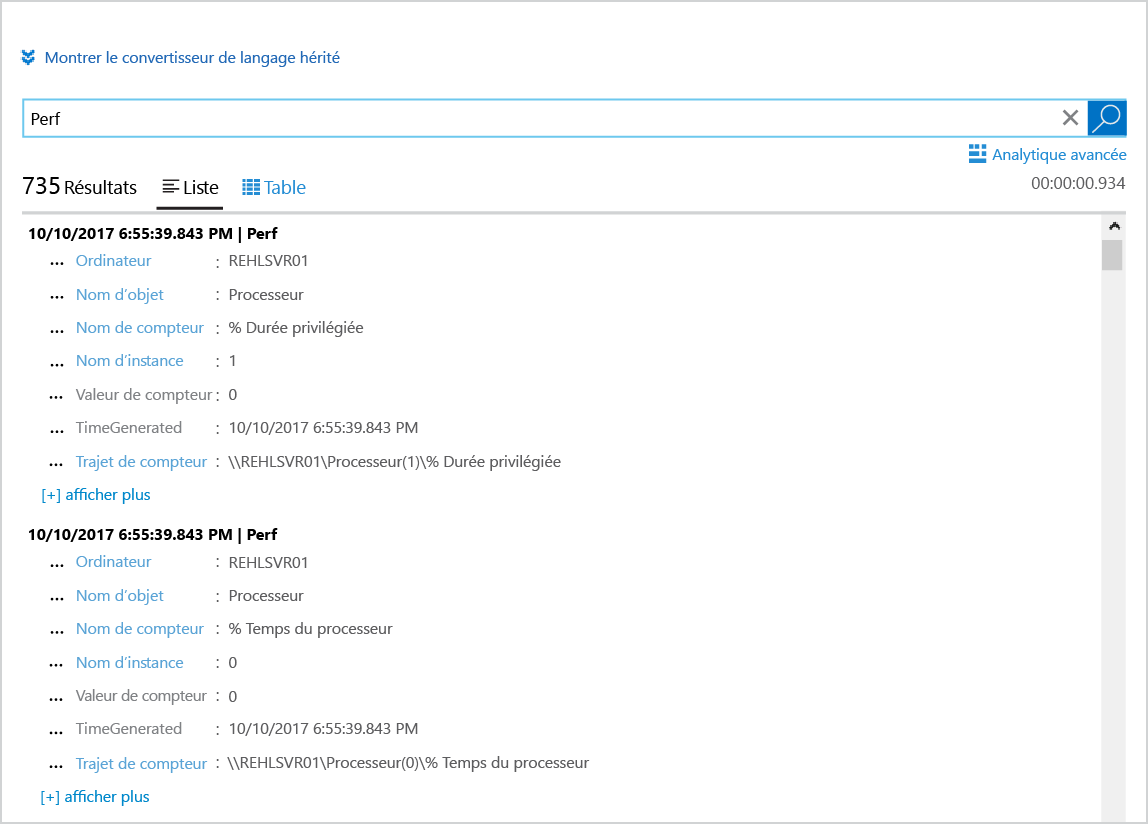 Montrer le convertisseur de langage hérité
Perf
Analytique avancée
735 Résultats Liste Table 00:00:00.934
10/10/2017 6:55:39.843 PM | Perf
... Ordinateur : REHLSVR01
... Nom d’objet : Processeur
... Nom de compteur : % Durée privilégiée
... Nom d’instance : 1
... Valeur de compteur : 0
... TimeGenerated : 10/10/2017 6:55:39.843 PM
... Trajet de compteur : \\REHLSVR01\Processeur(1)\% Durée privilégiée
[+] afficher plus
10/10/2017 6:55:39.843 PM | Perf
... Ordinateur : REHLSVR01
... Nom d’objet : Processeur
... Nom de compteur : % Temps du processeur
... Nom d’instance : 0
... Valeur de compteur : 0
... TimeGenerated : 10/10/2017 6:55:39.843 PM
... Trajet de compteur : \\REHLSVR01\Processeur(0)\% Temps du processeur
[+] afficher plus